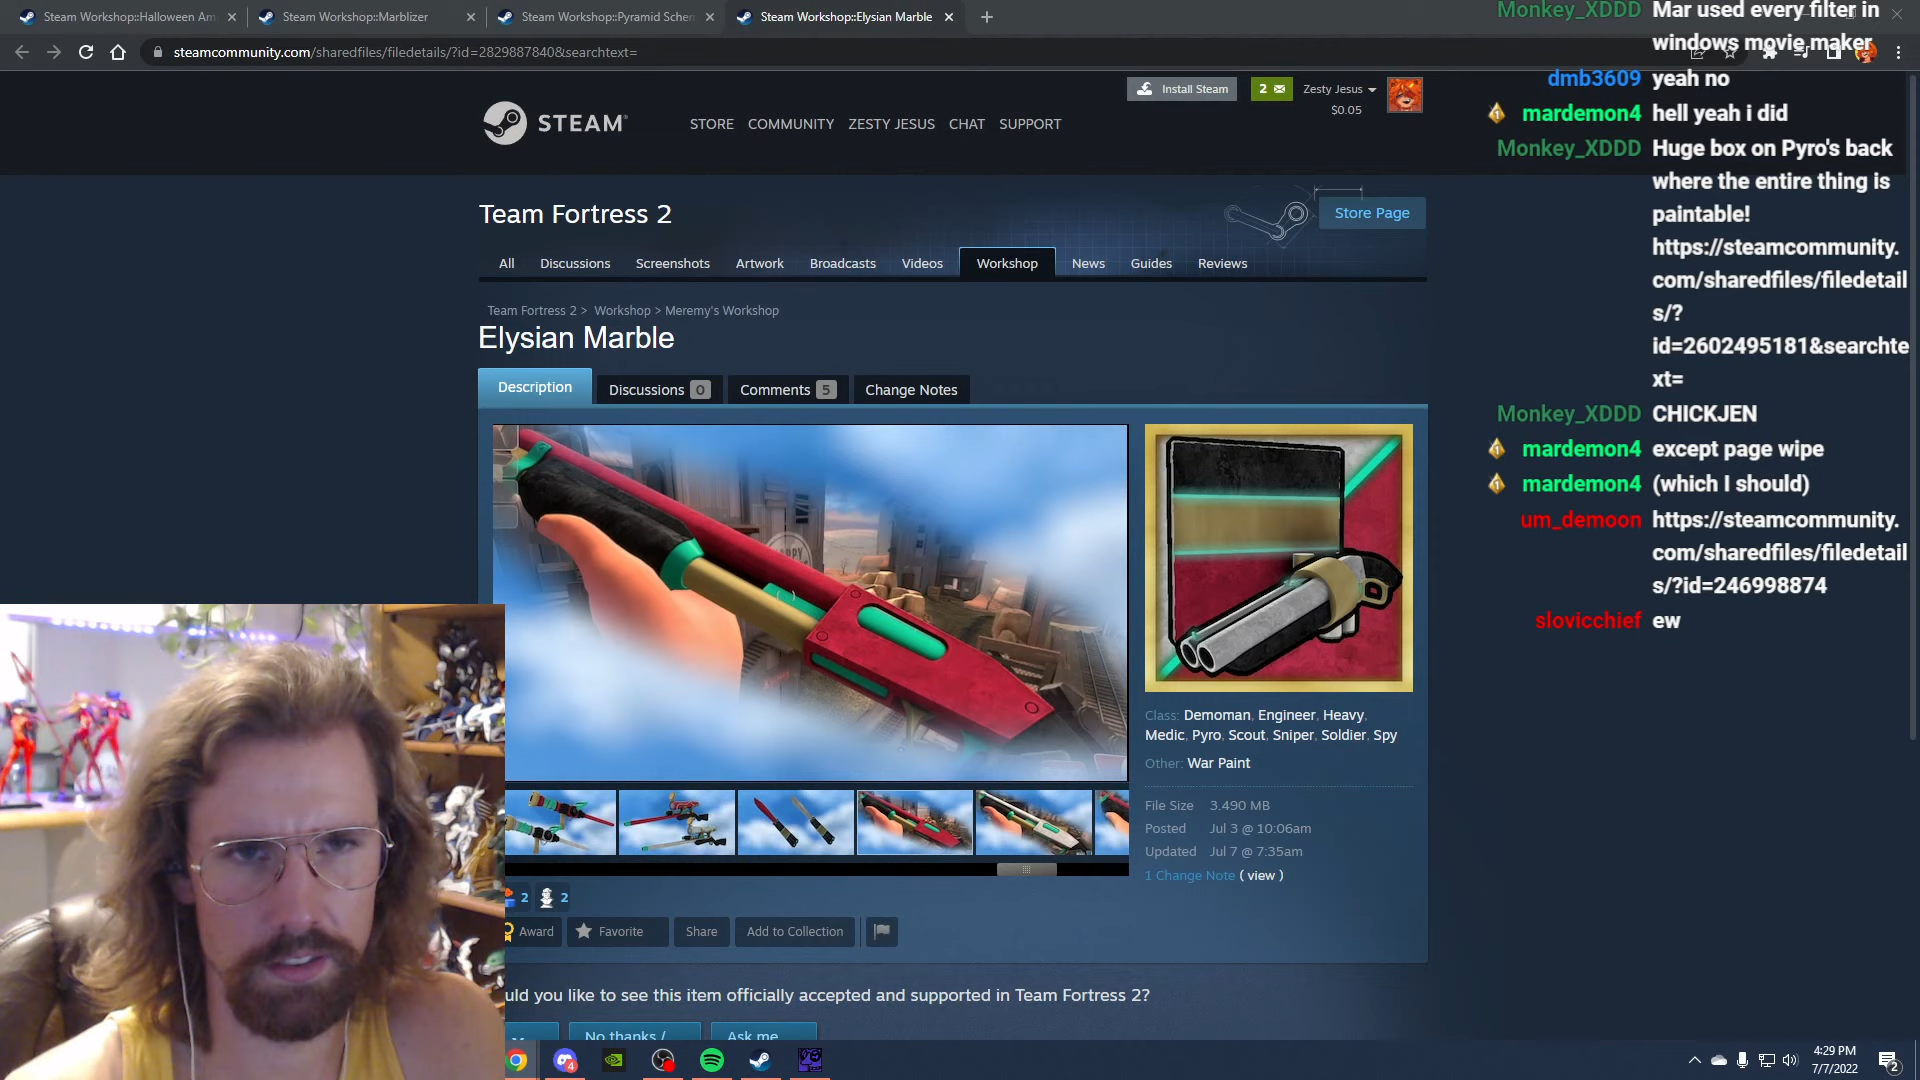 Steam Workshop::Halloween Am
Steam Workshop::Marblizer
Steam Workshop::Pyramid Schem
Steam Workshop::Elysian Marble
steamcommunity.com/sharedfiles/filedetails/?id=2829887840&searchtext=
Install Steam
2
Zesty Jesus
$0.05
STEAM
STORE COMMUNITY ZESTY JESUS CHAT SUPPORT
Team Fortress 2
Store Page
All Discussions Screenshots Artwork Broadcasts Videos Workshop News Guides Reviews
Team Fortress 2 > Workshop > Meremy's Workshop
Elysian Marble
Description
Discussions 0
Comments 5
Change Notes
Class: Demoman, Engineer, Heavy,
Medic, Pyro, Scout, Sniper, Soldier, Spy
Other: War Paint
File Size 3.490 MB
Posted Jul 3 @ 10:06am
Updated Jul 7 @ 7:35am
1 Change Note ( view )
2 2
Award Favorite Share Add to Collection
uld you like to see this item officially accepted and supported in Team Fortress 2?
No thanks /
Ask me
Monkey_XDDD Mar used every filter in
windows movie maker
dmb3609 yeah no
mardemon4 hell yeah i did
Monkey_XDDD Huge box on Pyro's back
where the entire thing is
paintable!
https://steamcommunity.
com/sharedfiles/filedetail
s/?
id=2602495181&searchte
xt=
Monkey_XDDD CHICKJEN
mardemon4 except page wipe
mardemon4 (which I should)
um_demoon https://steamcommunity.
com/sharedfiles/filedetail
s/?id=246998874
slovicchief ew
4
4:29 PM
7/7/2022
2